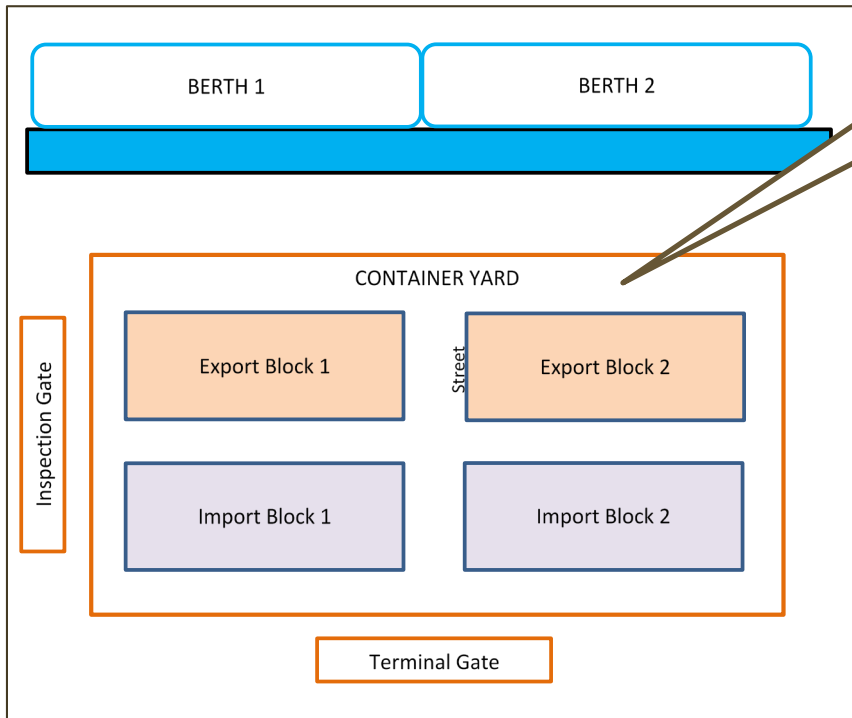 BERTH 1
BERTH 2
CONTAINER YARD
Export Block 1
Street
Export Block 2
Inspection Gate
Import Block 1
Import Block 2
Terminal Gate